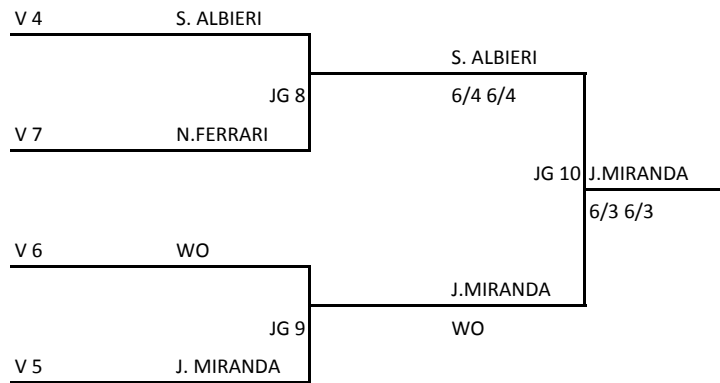 V 4 S. ALBIERI
S. ALBIERI
JG 8 6/4 6/4
V 7 N.FERRARI
JG 10 J.MIRANDA
6/3 6/3
V 6 WO
J.MIRANDA
JG 9 WO
V 5 J. MIRANDA